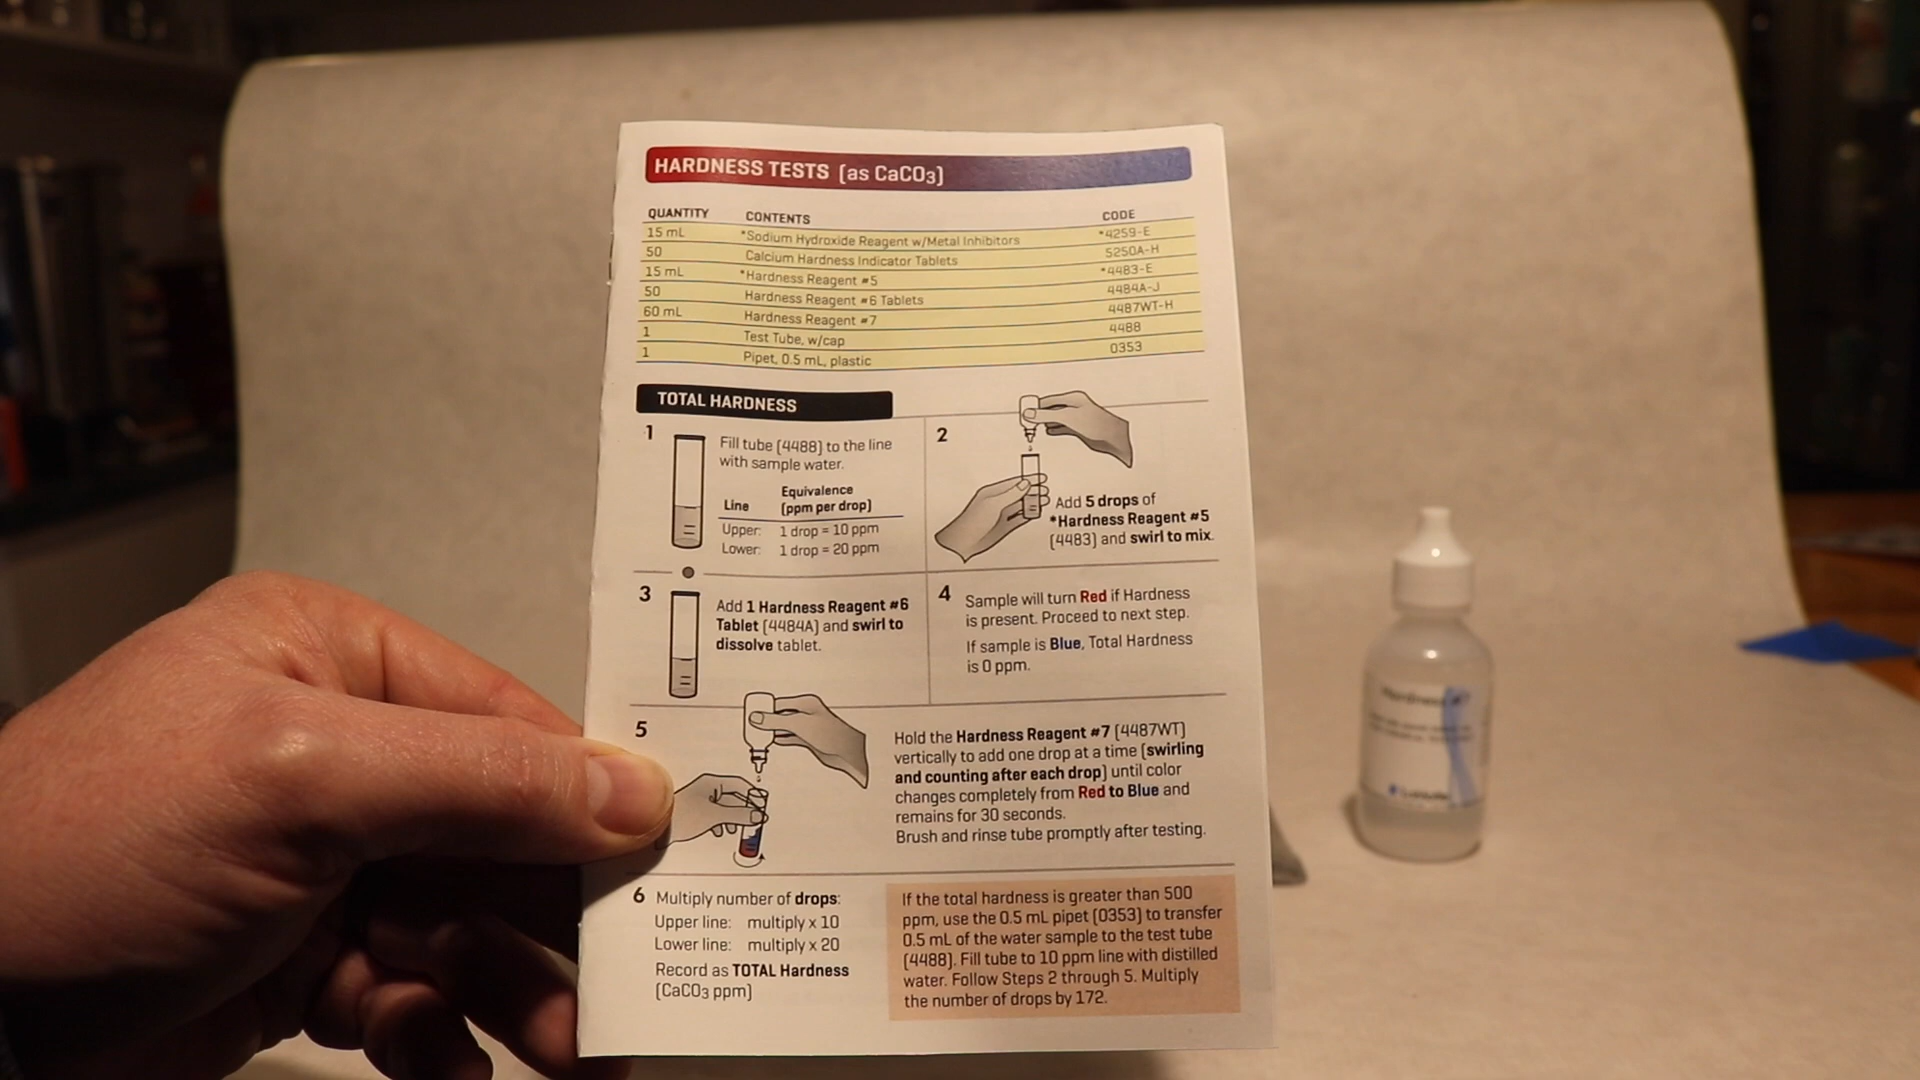 HARDNESS TESTS (as CaCO3)
QUANTITY CONTENTS CODE
15 mL *Sodium Hydroxide Reagent w/Metal Inhibitors *4259-E
50 Calcium Hardness Indicator Tablets 5250A-H
15 mL *Hardness Reagent #5 *4483-E
50 Hardness Reagent #6 Tablets 4484A-J
60 mL Hardness Reagent #7 4487WT-H
1 Test Tube, w/cap 4488
1 Pipet, 0.5 mL, plastic 0353
TOTAL HARDNESS
1
Fill tube (4488) to the line
with sample water.
Equivalence
Line (ppm per drop)
Upper: 1 drop = 10 ppm
Lower: 1 drop = 20 ppm
2
Add 5 drops of
*Hardness Reagent #5
(4483) and swirl to mix.
3
Add 1 Hardness Reagent #6
Tablet (4484A) and swirl to
dissolve tablet.
4
Sample will turn Red if Hardness
is present. Proceed to next step.
If sample is Blue, Total Hardness
is 0 ppm.
5
Hold the Hardness Reagent #7 (4487WT)
vertically to add one drop at a time (swirling
and counting after each drop) until color
changes completely from Red to Blue and
remains for 30 seconds.
Brush and rinse tube promptly after testing.
6 Multiply number of drops:
Upper line: multiply x 10
Lower line: multiply x 20
Record as TOTAL Hardness
(CaCO3 ppm)
If the total hardness is greater than 500
ppm, use the 0.5 mL pipet (0353) to transfer
0.5 mL of the water sample to the test tube
(4488). Fill tube to 10 ppm line with distilled
water. Follow Steps 2 through 5. Multiply
the number of drops by 172.
Hardness